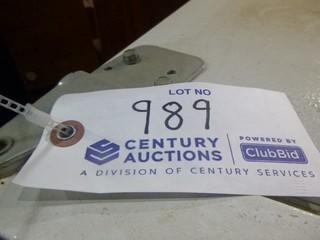 LOT NO
989
CENTURY
AUCTIONS
A DIVISION OF CENTURY SERVICES
POWERED BY
ClubBid